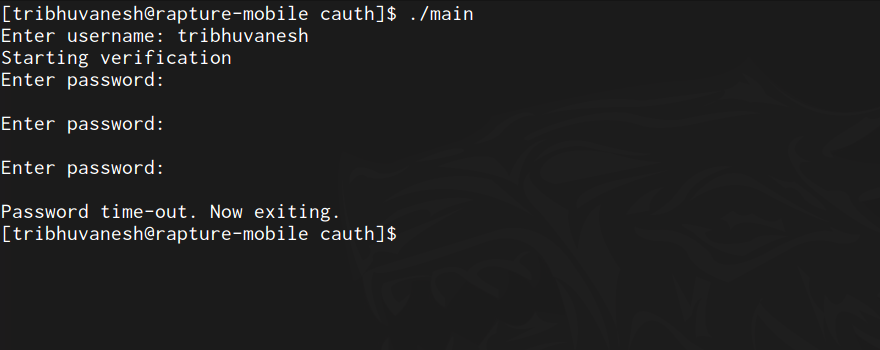 [tribhuvanesh@rapture-mobile cauth]$ ./main
Enter username: tribhuvanesh
Starting verification
Enter password:
Enter password:
Enter password:
Password time-out. Now exiting.
[tribhuvanesh@rapture-mobile cauth]$